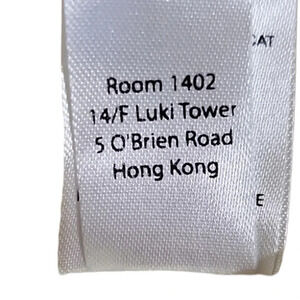 Room 1402
14/F Luki Tower
5 O'Brien Road
Hong Kong